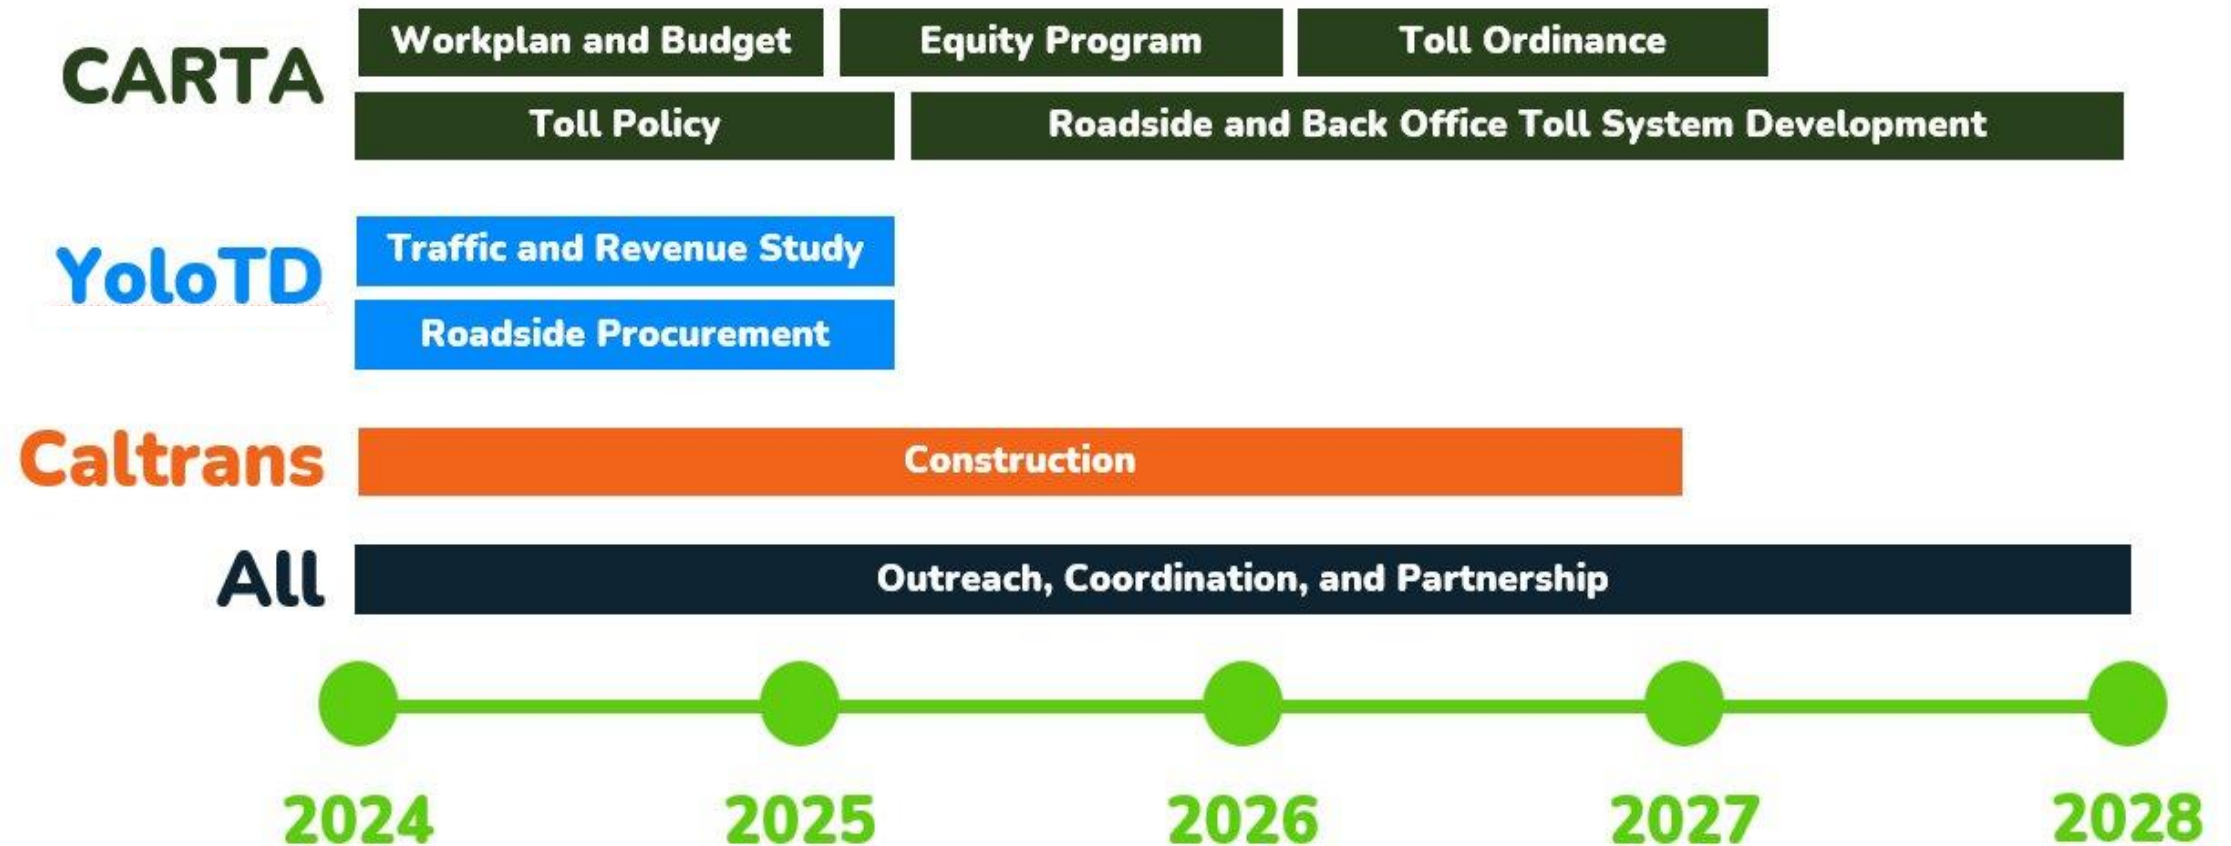 CARTA
Workplan and Budget
Equity Program
Toll Ordinance
Toll Policy
Roadside and Back Office Toll System Development
YoloTD
Traffic and Revenue Study
Roadside Procurement
Caltrans
Construction
All
Outreach, Coordination, and Partnership
2024
2025
2026
2027
2028